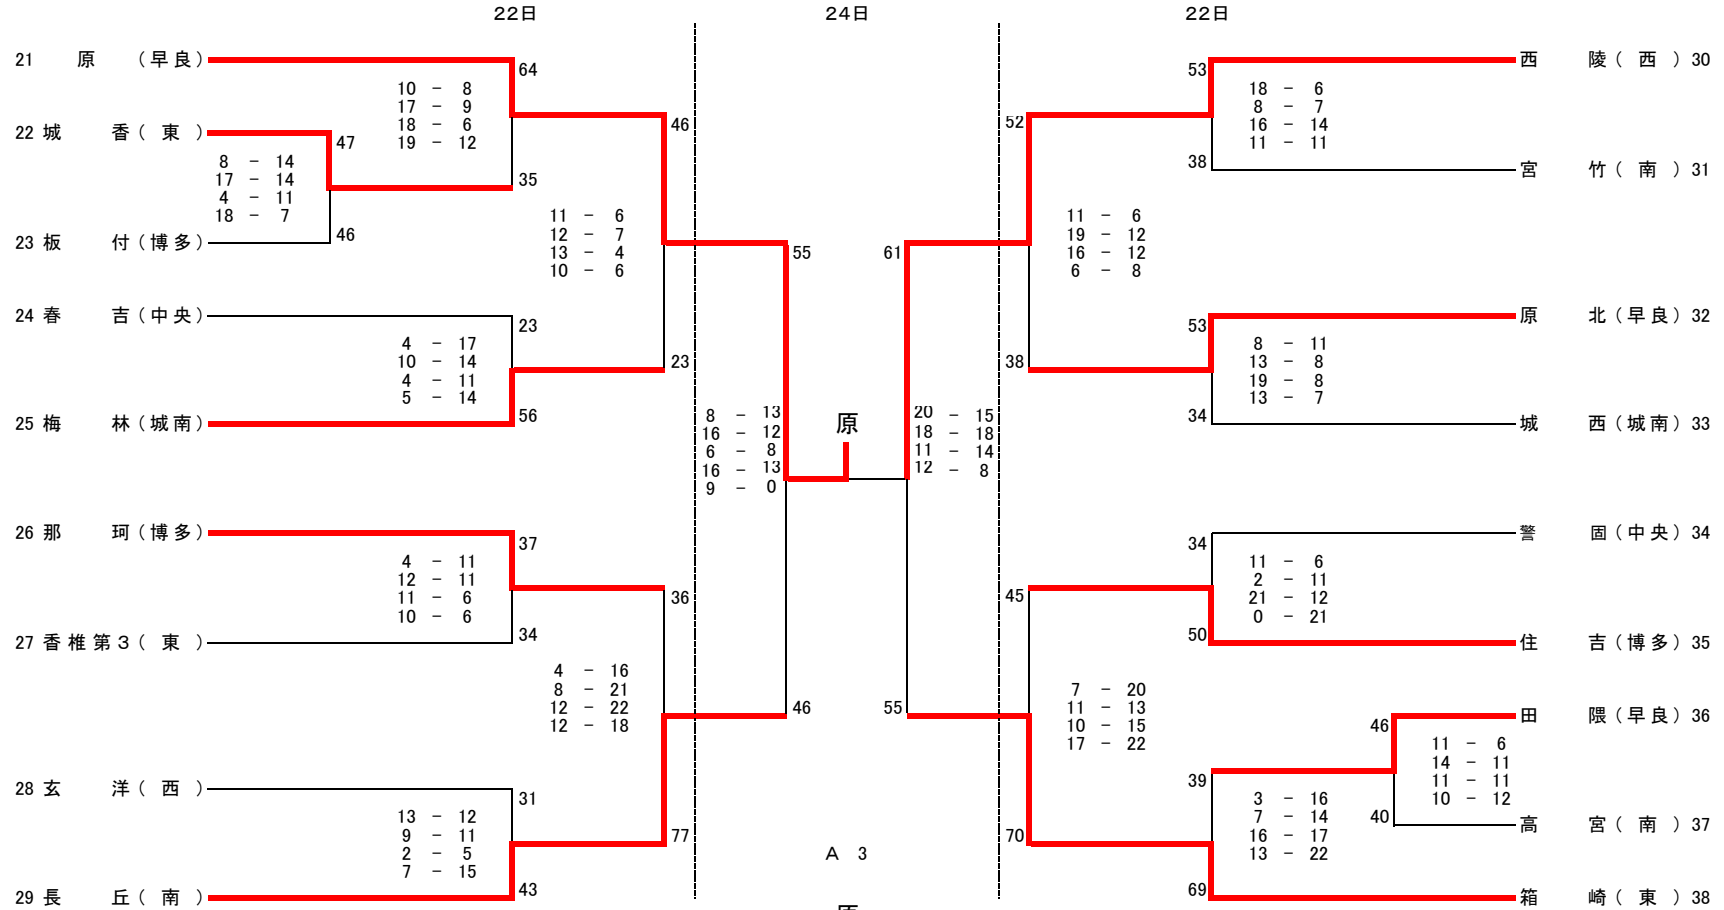 22日 24日 22日
21 原 （早良） 64 53 西 陵（ 西 ）30
10 － 8
17 － 9
18 － 6
19 － 12
18 － 6
8 － 7
16 － 14
11 － 11
46 52
22 城 香（ 東 ） 47
8 － 14
17 － 14
4 － 11
18 － 7
35 38 宮 竹（ 南 ）31
23 板 付（博多） 46
11 － 6
12 － 7
13 － 4
10 － 6
11 － 6
19 － 12
16 － 12
6 － 8
55 61
24 春 吉（中央） 23 53 原 北（早良）32
4 － 17
10 － 14
4 － 11
5 － 14
8 － 11
13 － 8
19 － 8
13 － 7
23 38
25 梅 林（城南） 56 34 城 西（城南）33
8 － 13
16 － 12
6 － 8
16 － 13
9 － 0
原
20 － 15
18 － 18
11 － 14
12 － 8
26 那 珂（博多） 37 34 警 固（中央）34
4 － 11
12 － 11
11 － 6
10 － 6
11 － 6
2 － 11
21 － 12
0 － 21
36 45
27 香椎第３（ 東 ） 34 50 住 吉（博多）35
4 － 16
8 － 21
12 － 22
12 － 18
7 － 20
11 － 13
10 － 15
17 － 22
46 55
46 田 隈（早良）36
11 － 6
14 － 11
11 － 11
10 － 12
28 玄 洋（ 西 ） 31 39
13 － 12
9 － 11
2 － 5
7 － 15
3 － 16
7 － 14
16 － 17
13 － 22
40 高 宮（ 南 ）37
77 70
Ａ 3
29 長 丘（ 南 ） 43 69 箱 崎（ 東 ）38